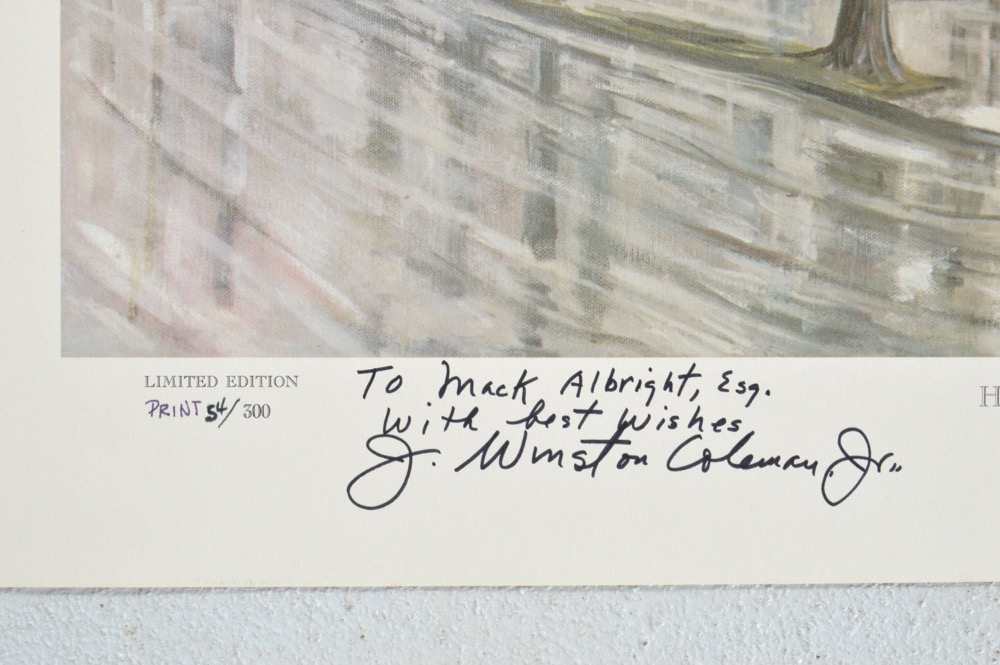 LIMITED EDITION
PRINT 54/300
To Mack Albright, Esq.
With best Wishes
J. Winston Coleman, Jr.
H